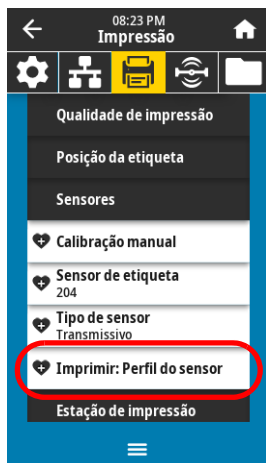 08:23 PM
Impressão
Qualidade de impressão
Posição da etiqueta
Sensores
Calibração manual
Sensor de etiqueta
204
Tipo de sensor
Transmissivo
Imprimir: Perfil do sensor
Estação de impressão